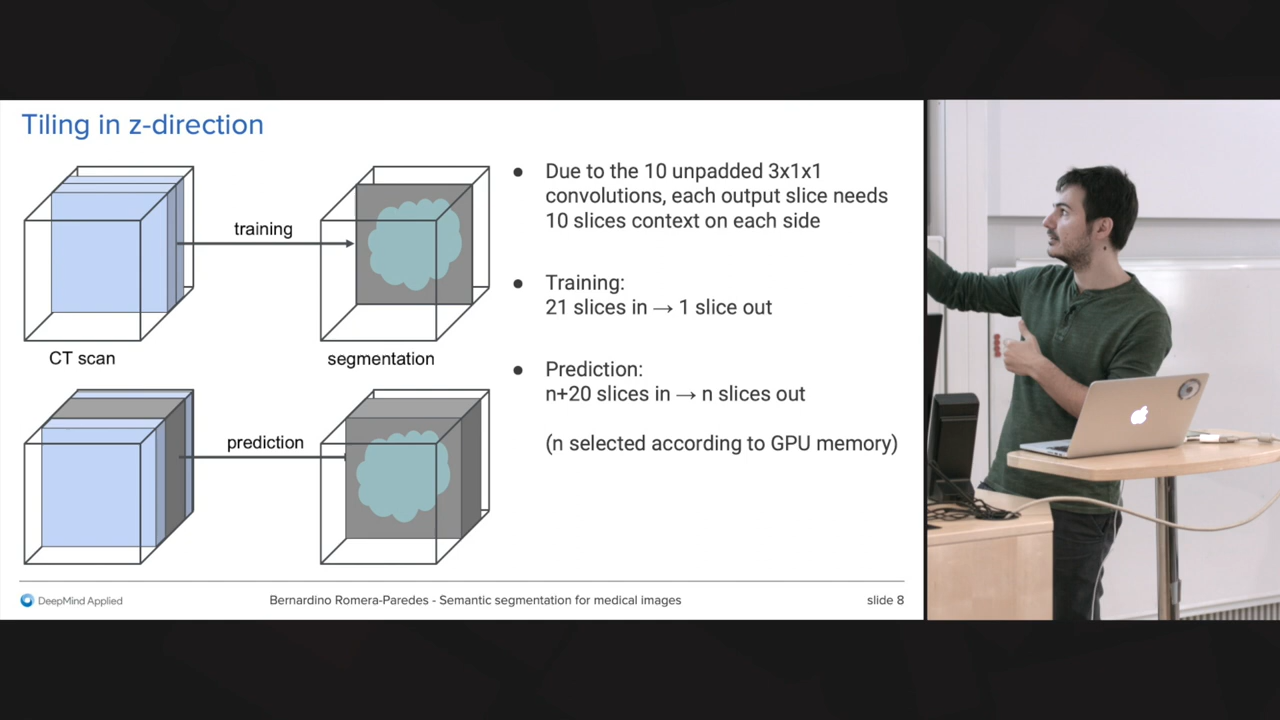 Tiling in z-direction
training
CT scan
segmentation
prediction
● Due to the 10 unpadded 3x1x1
convolutions, each output slice needs
10 slices context on each side
● Training:
21 slices in → 1 slice out
● Prediction:
n+20 slices in → n slices out
(n selected according to GPU memory)
DeepMind Applied
Bernardino Romera-Paredes - Semantic segmentation for medical images
slide 8